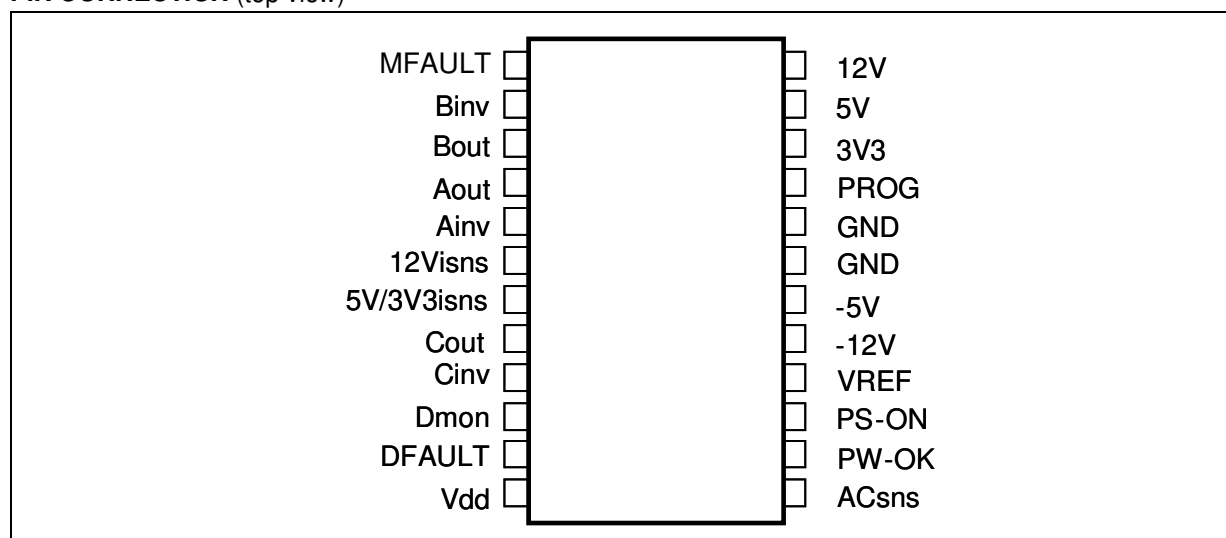 MFAULT
Binv
Bout
Aout
Ainv
12Visns
5V/3V3isns
Cout
Cinv
Dmon
DFAULT
Vdd
12V
5V
3V3
PROG
GND
GND
-5V
-12V
VREF
PS-ON
PW-OK
ACsns